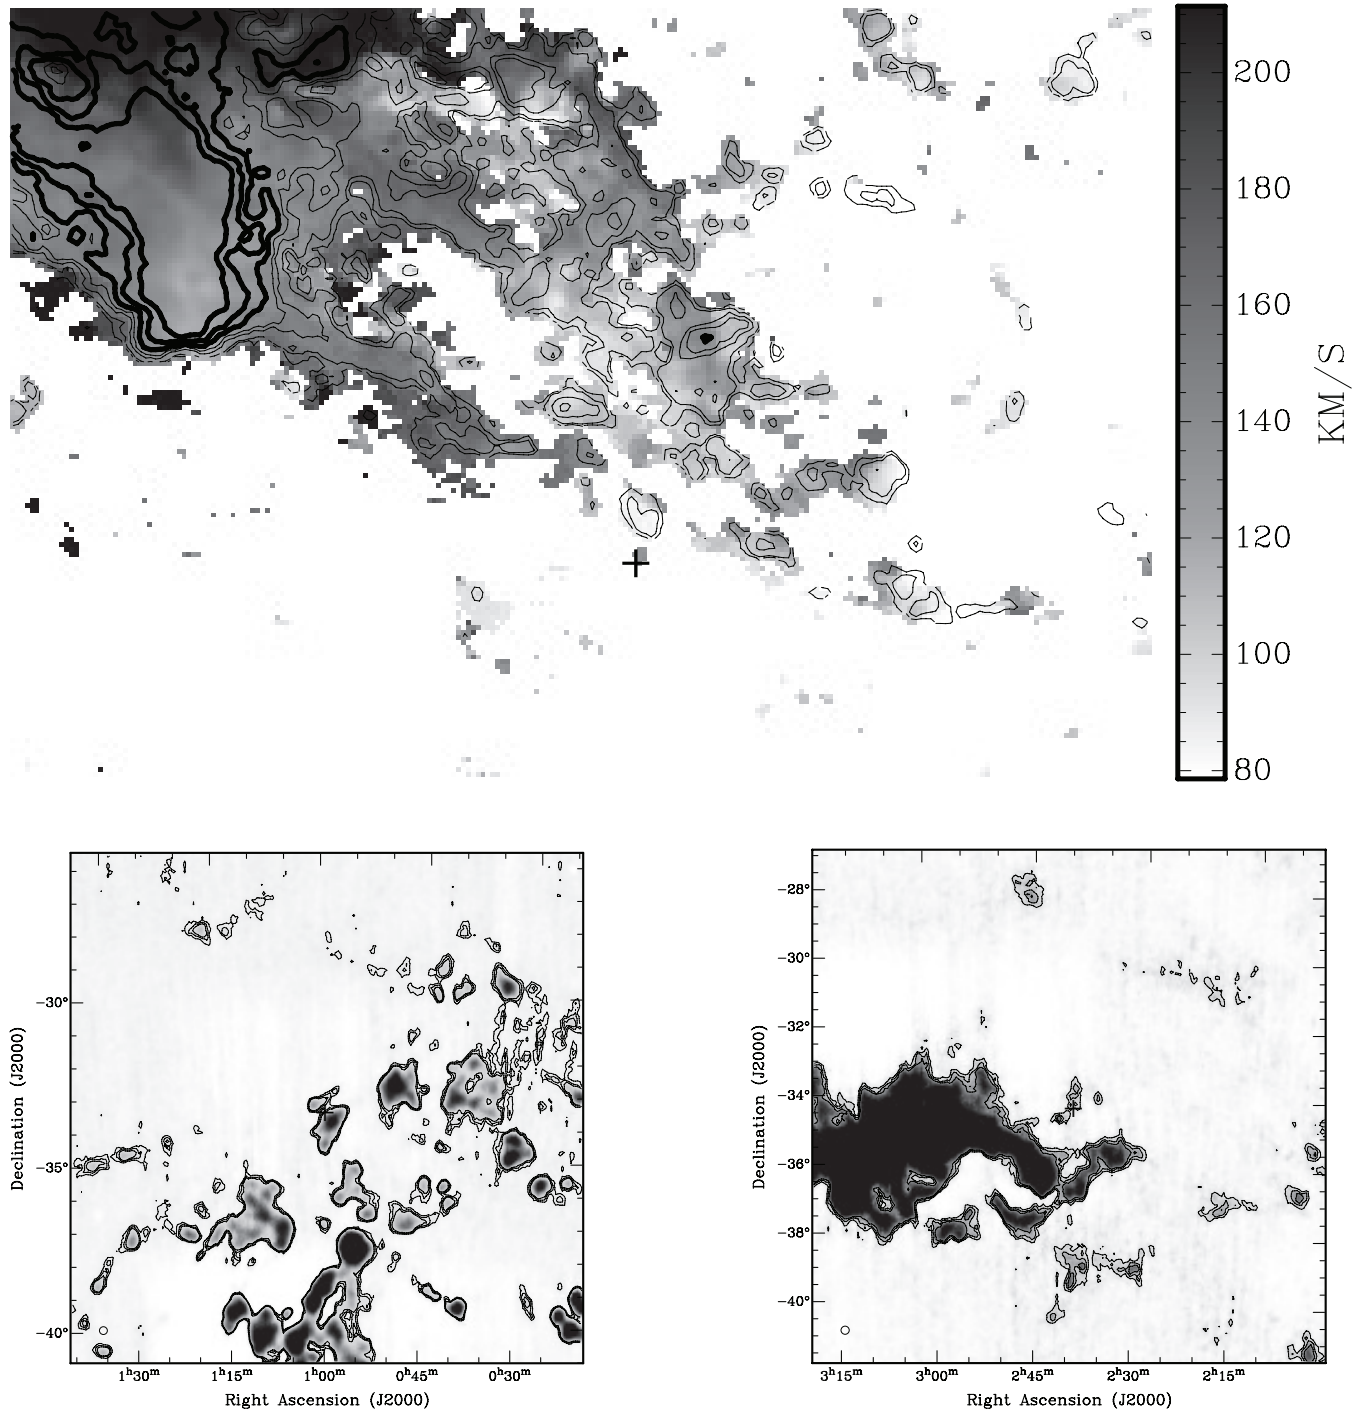 200
180
160
140
120
100
80
KM/S
-30°
-35°
-40°
Declination (J2000)
1ʰ30ᵐ 1ʰ15ᵐ 1ʰ00ᵐ 0ʰ45ᵐ 0ʰ30ᵐ
Right Ascension (J2000)
-28°
-30°
-32°
-34°
-36°
-38°
-40°
Declination (J2000)
3ʰ15ᵐ 3ʰ00ᵐ 2ʰ45ᵐ 2ʰ30ᵐ 2ʰ15ᵐ
Right Ascension (J2000)